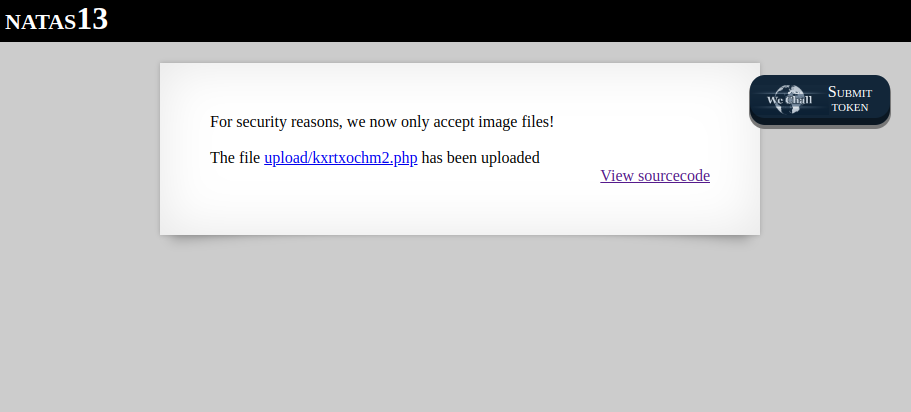 NATAS13
For security reasons, we now only accept image files!
The file upload/kxrtxochm2.php has been uploaded
View sourcecode
We Chall
SUBMIT
TOKEN